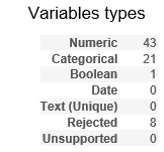 Variables types
Numeric 43
Categorical 21
Boolean 1
Date 0
Text (Unique) 0
Rejected 8
Unsupported 0